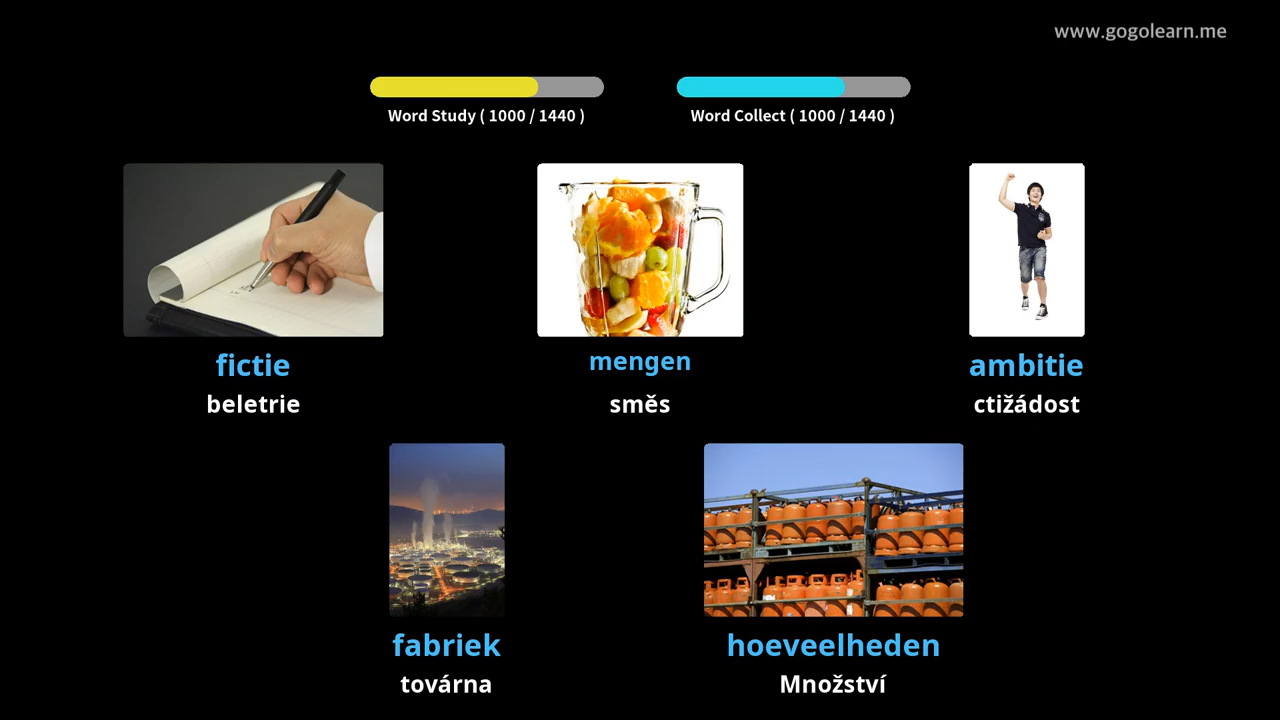 www.gogolearn.me
Word Study ( 1000 / 1440 )
Word Collect ( 1000 / 1440 )
fictie
mengen
ambitie
beletrie
směs
ctižádost
fabriek
hoeveelheden
továrna
Množství